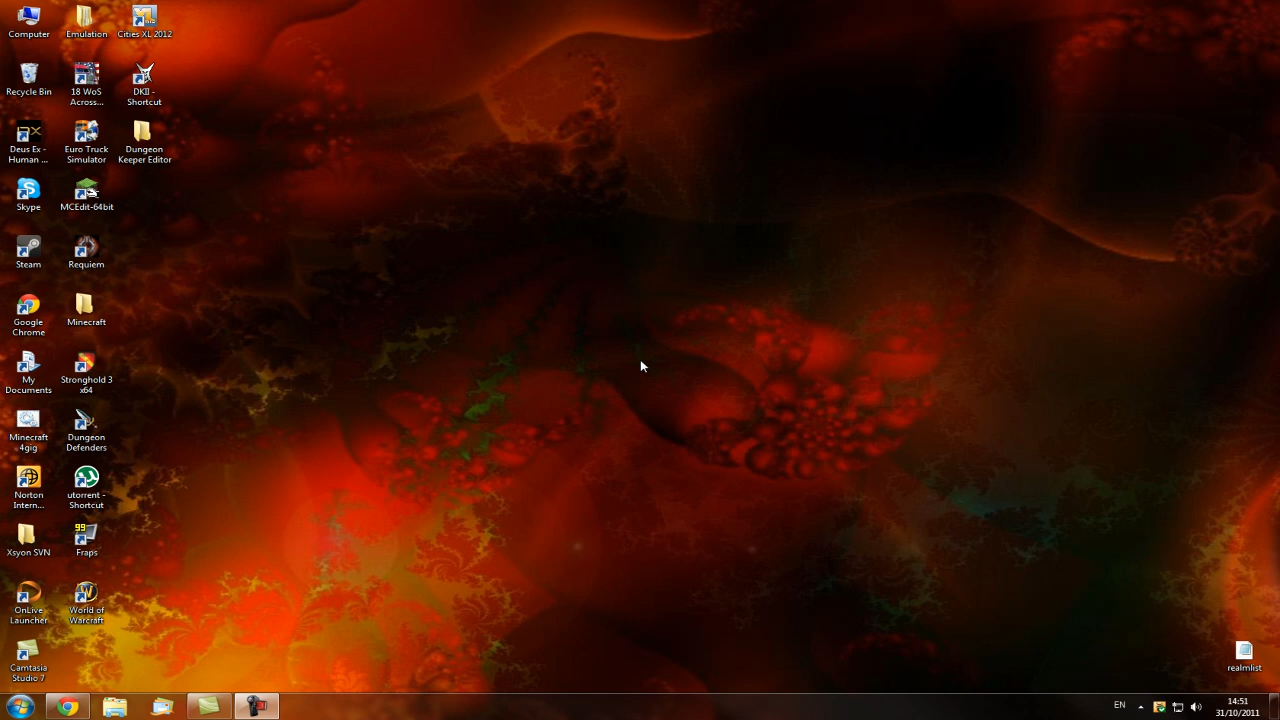 Computer
Emulation
Cities XL 2012
Recycle Bin
18 WoS
Across...
DKII -
Shortcut
Deus Ex -
Human ...
Euro Truck
Simulator
Dungeon
Keeper Editor
Skype
MCEdit-64bit
Steam
Requiem
Google
Chrome
Minecraft
My
Documents
Stronghold 3
x64
Minecraft
4gig
Dungeon
Defenders
Norton
Intern...
utorrent -
Shortcut
Xsyon SVN
99
Fraps
OnLive
Launcher
World of
Warcraft
Camtasia
Studio 7
realmlist
EN
14:51
31/10/2011